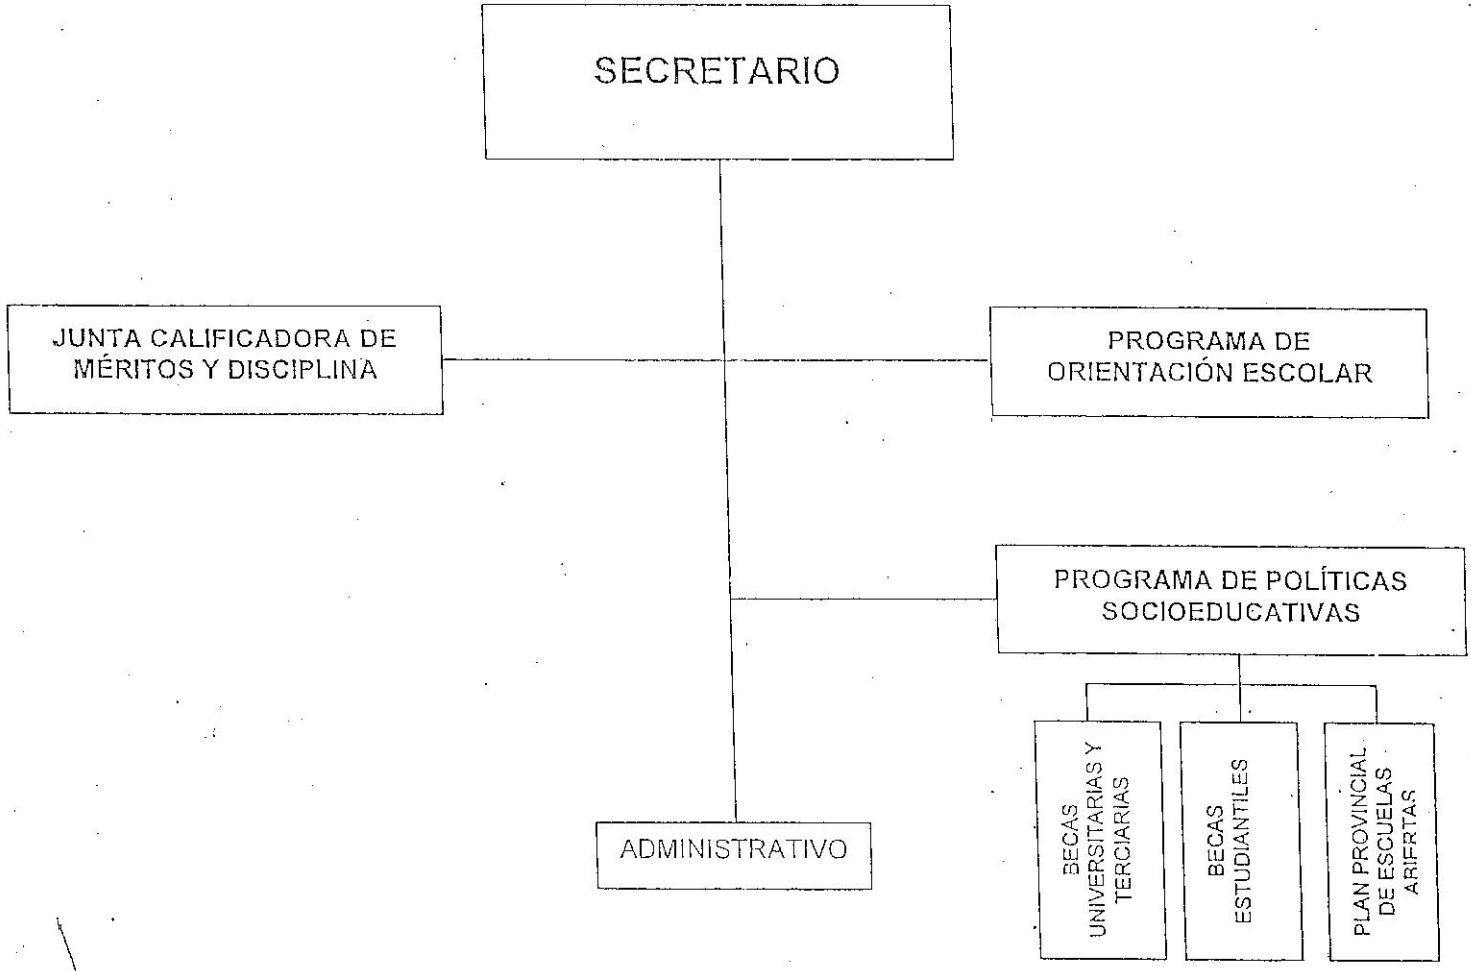 SECRETARIO
JUNTA CALIFICADORA DE
MÉRITOS Y DISCIPLINA
PROGRAMA DE
ORIENTACIÓN ESCOLAR
PROGRAMA DE POLÍTICAS
SOCIOEDUCATIVAS
BECAS
UNIVERSITARIAS Y
TERCIARIAS
BECAS
ESTUDIANTILES
PLAN PROVINCIAL
DE ESCUELAS
ARIFRTAS
ADMINISTRATIVO